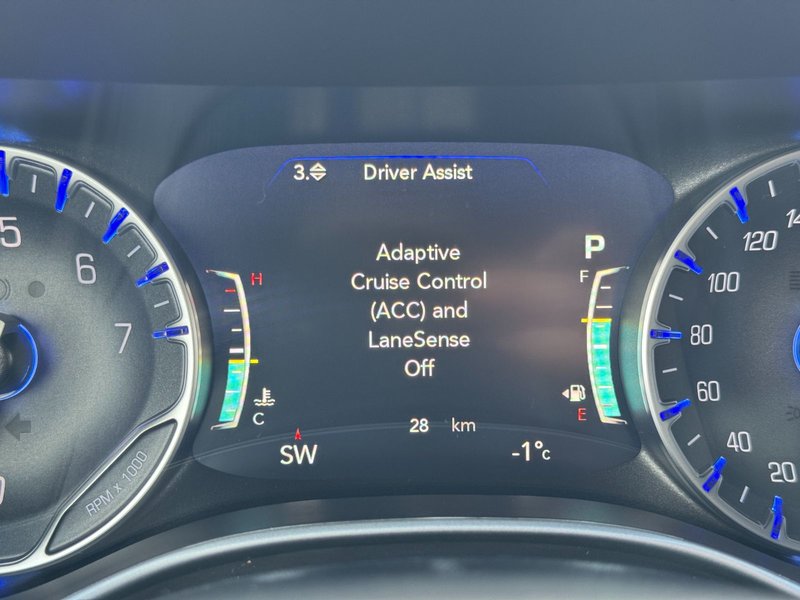 3. Driver Assist
Adaptive
Cruise Control
(ACC) and
LaneSense
Off
P
H
C
F
E
28 km
SW
-1°C
5
6
7
RPM x 1000
120
100
80
60
40
20